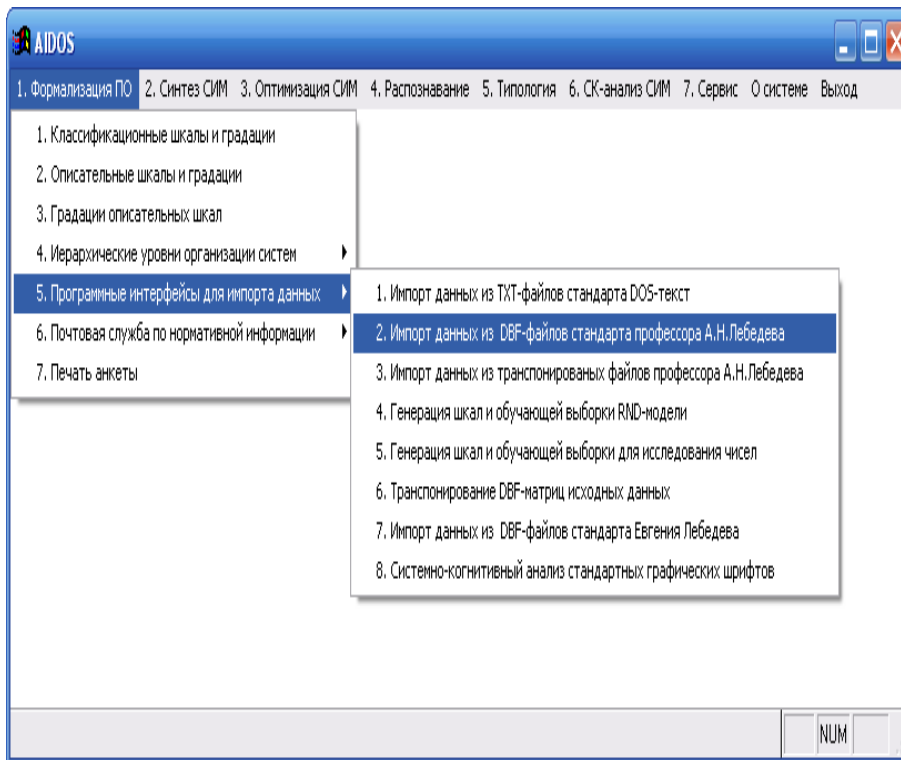 AIDOS
1. Формализация ПО 2. Синтез СИМ 3. Оптимизация СИМ 4. Распознавание 5. Типология 6. СК-анализ СИМ 7. Сервис О системе Выход
1. Классификационные шкалы и градации
2. Описательные шкалы и градации
3. Градации описательных шкал
4. Иерархические уровни организации систем
5. Программные интерфейсы для импорта данных
6. Почтовая служба по нормативной информации
7. Печать анкеты
1. Импорт данных из TXT-файлов стандарта DOS-текст
2. Импорт данных из DBF-файлов стандарта профессора А.Н.Лебедева
3. Импорт данных из транспонированых файлов профессора А.Н.Лебедева
4. Генерация шкал и обучающей выборки RND-модели
5. Генерация шкал и обучающей выборки для исследования чисел
6. Транспонирование DBF-матриц исходных данных
7. Импорт данных из DBF-файлов стандарта Евгения Лебедева
8. Системно-когнитивный анализ стандартных графических шрифтов
NUM